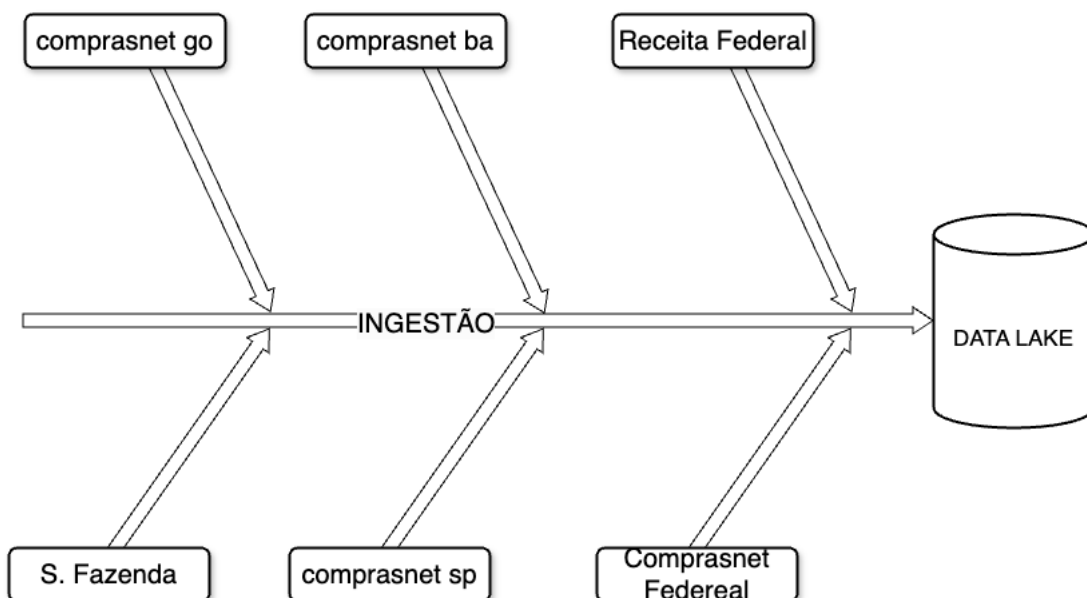 comprasnet go
comprasnet ba
Receita Federal
INGESTÃO
DATA LAKE
S. Fazenda
comprasnet sp
Comprasnet
Federeal